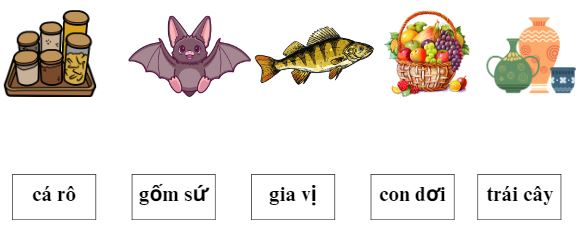 cá rô gốm sứ gia vị con dơi trái cây